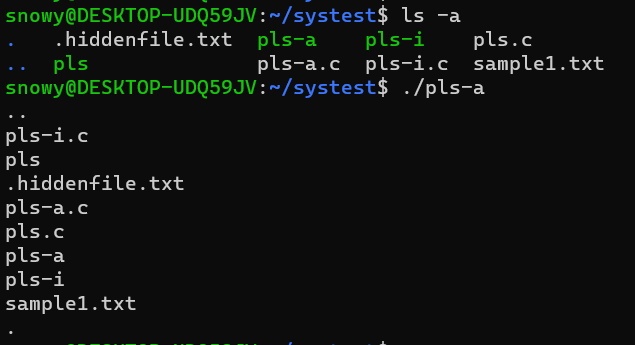 snowy@DESKTOP-UDQ59JV:~/systest$ ls -a
. .hiddenfile.txt pls-a pls-i pls.c
.. pls pls-a.c pls-i.c sample1.txt
snowy@DESKTOP-UDQ59JV:~/systest$ ./pls-a
..
pls-i.c
pls
.hiddenfile.txt
pls-a.c
pls.c
pls-a
pls-i
sample1.txt
.